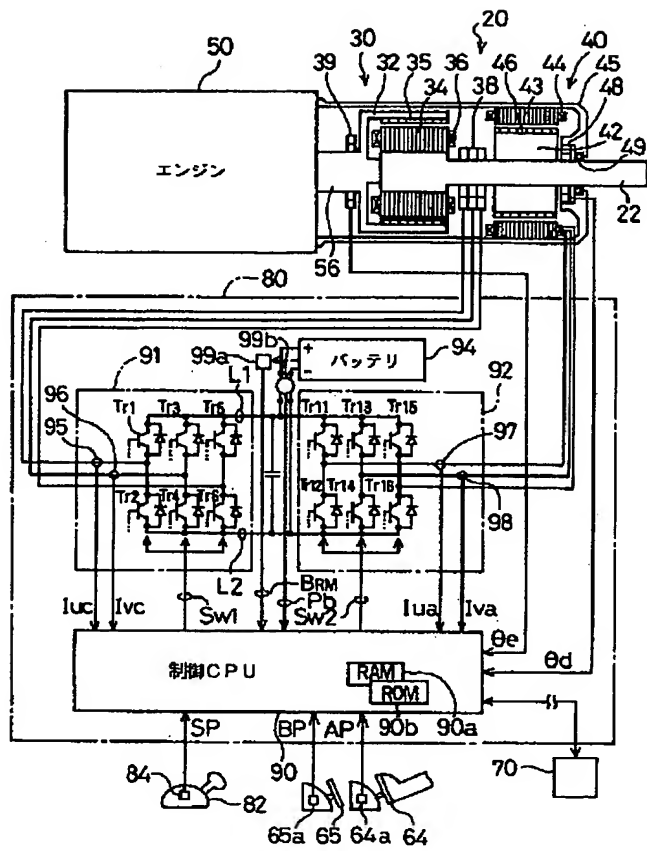 20
50
30
40
39
32
35
36
46
43
44
45
34
38
48
42
49
エンジン
22
56
80
99b
99a
バッテリ
94
91
L1
92
96
Tr1
Tr3
Tr5
Tr11
Tr13
Tr15
95
97
Tr2
Tr4
Tr6
Tr12
Tr14
Tr16
98
L2
BRM
Pb
Iuc
Ivc
Sw1
Sw2
Iua
Iva
θe
θd
制御CPU
RAM
ROM
90a
90b
SP
BP
AP
90
70
84
82
65a
65
64a
64